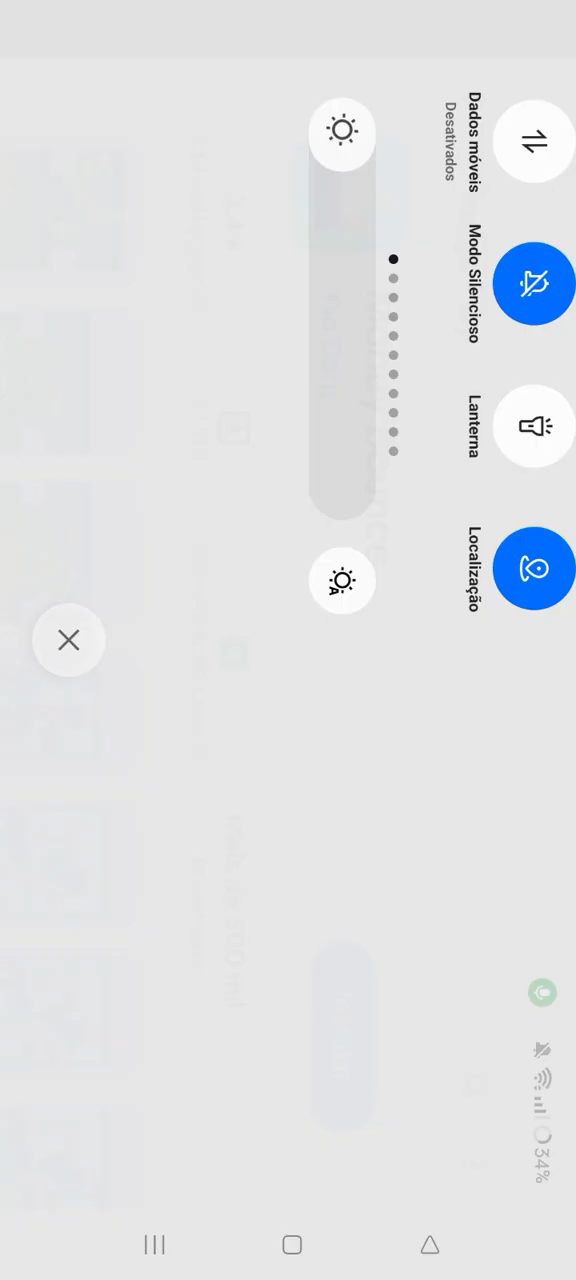 Dados móveis
Desativados
Modo Silencioso
Lanterna
Localização
34%